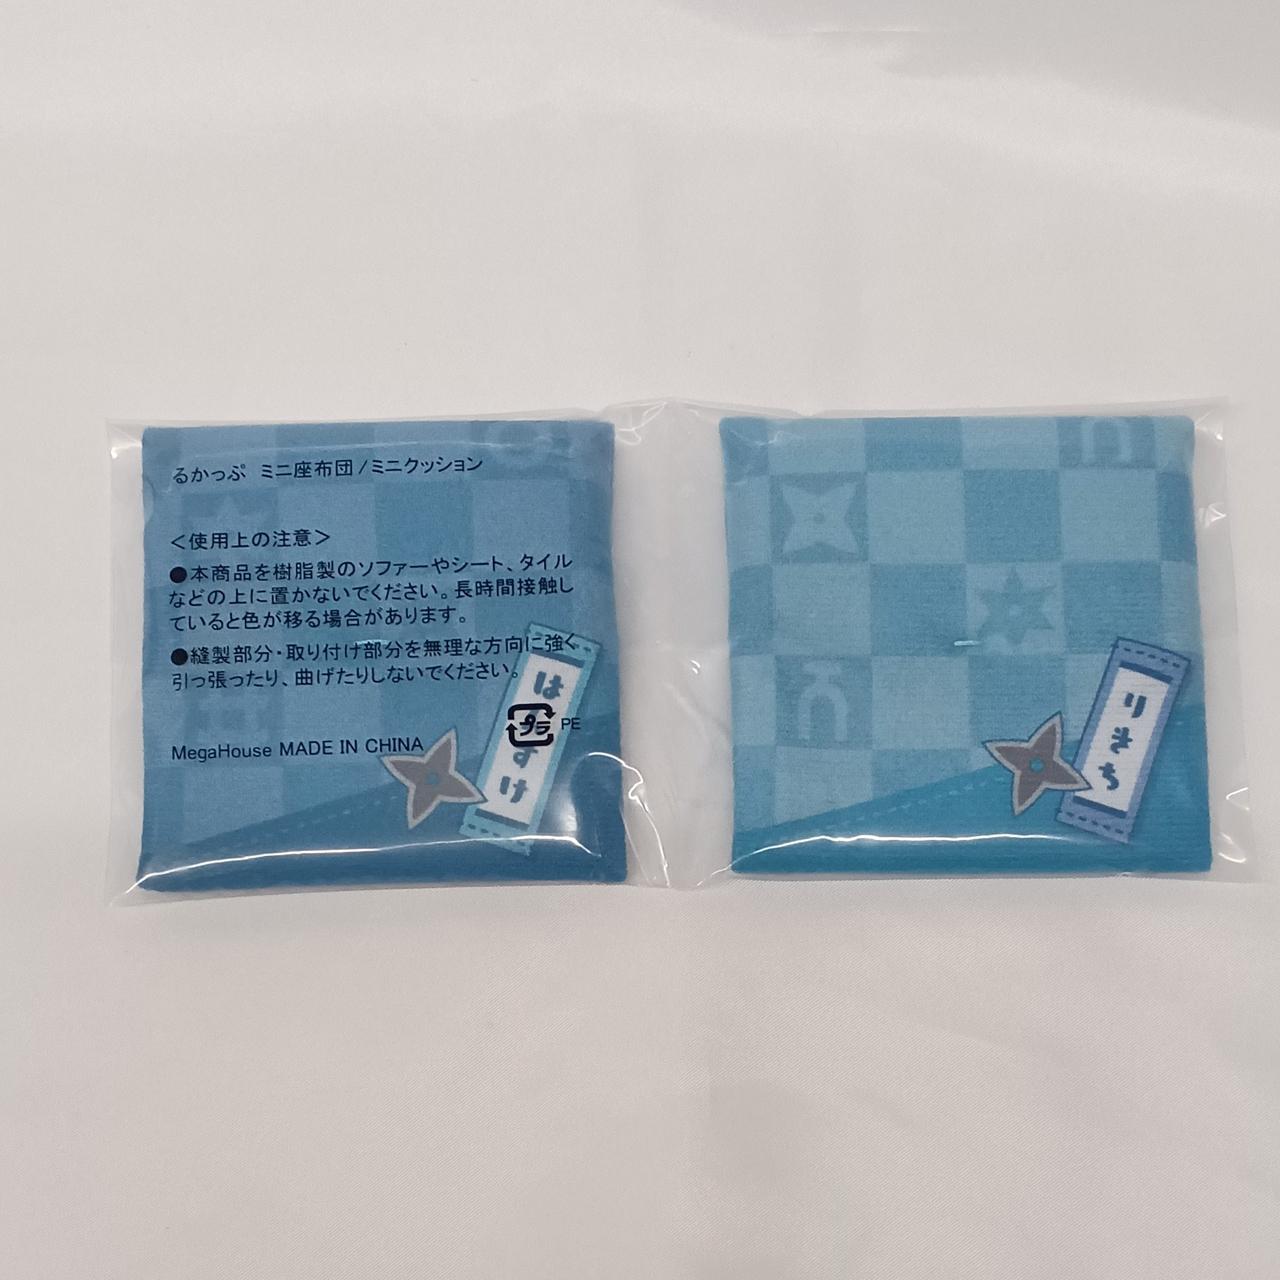 るかっぷ ミニ座布団/ミニクッション
＜使用上の注意＞
●本商品を樹脂製のソファーやシート、タイル
などの上に置かないでください。長時間接触し
ていると色が移る場合があります。
●縫製部分・取り付け部分を無理な方向に強く
引っ張ったり、曲げたりしないでください。
プラ PE
MegaHouse MADE IN CHINA
りきち